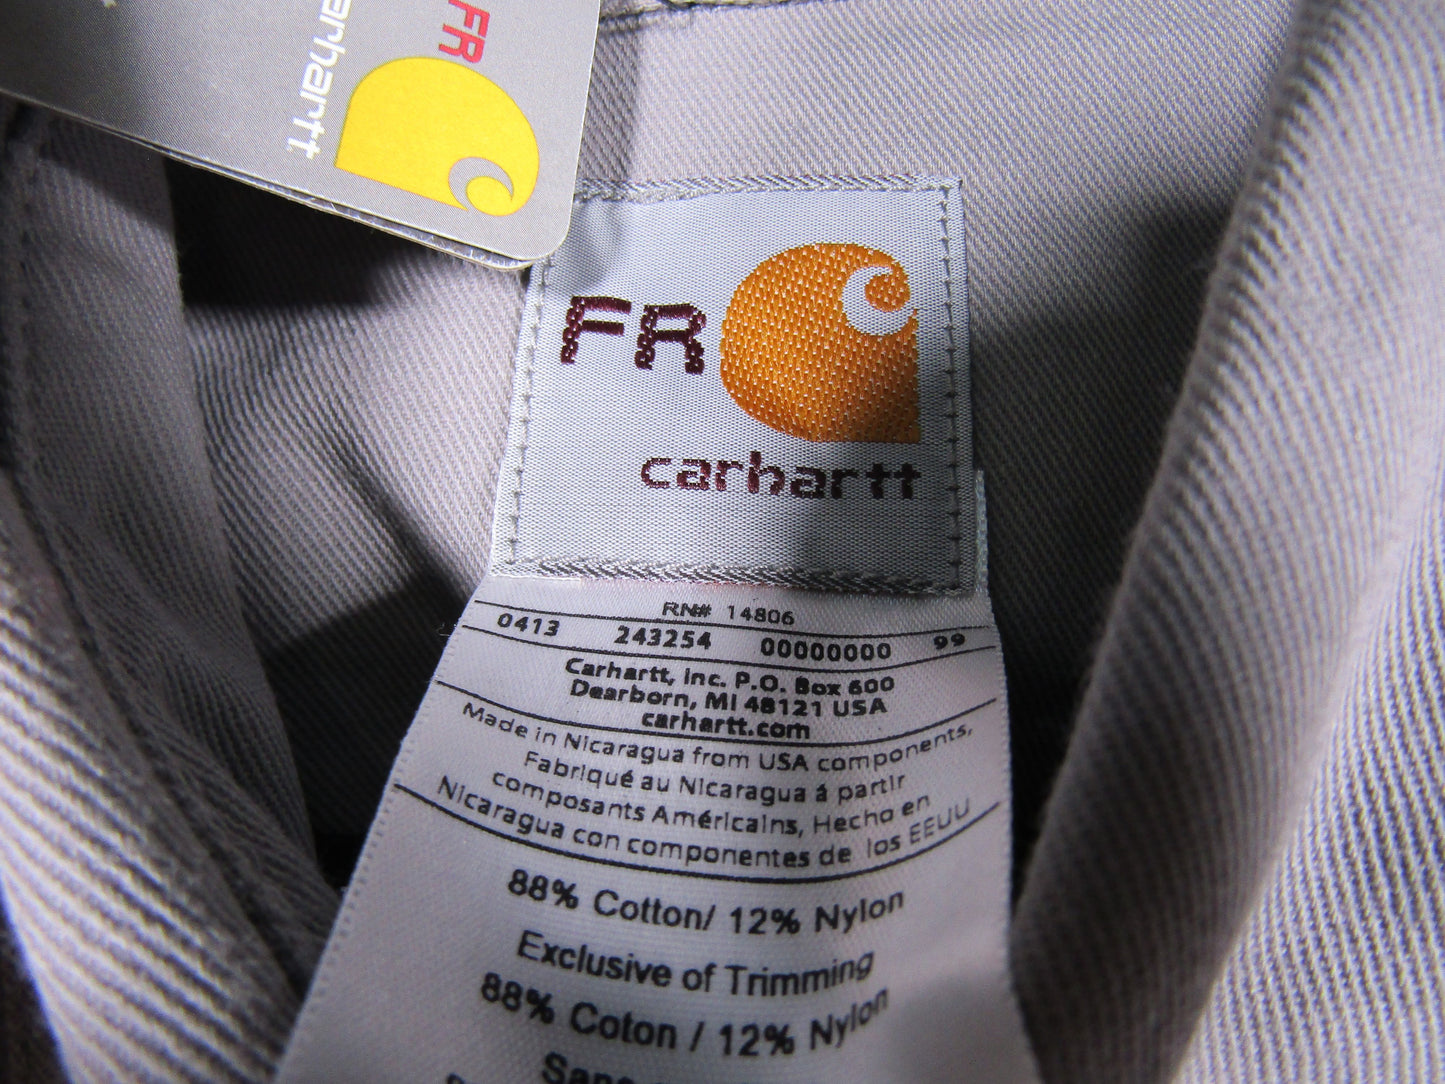 FR
carhartt
FR
carhartt
RN# 14806
0413 243254 00000000 99
Carhartt, Inc. P.O. Box 600
Dearborn, MI 48121 USA
carhartt.com
Made in Nicaragua from USA components,
Fabriqué au Nicaragua á partir
composants Américains, Hecho en
Nicaragua con componentes de los EEUU
88% Cotton/ 12% Nylon
Exclusive of Trimming
88% Coton / 12% Nylon